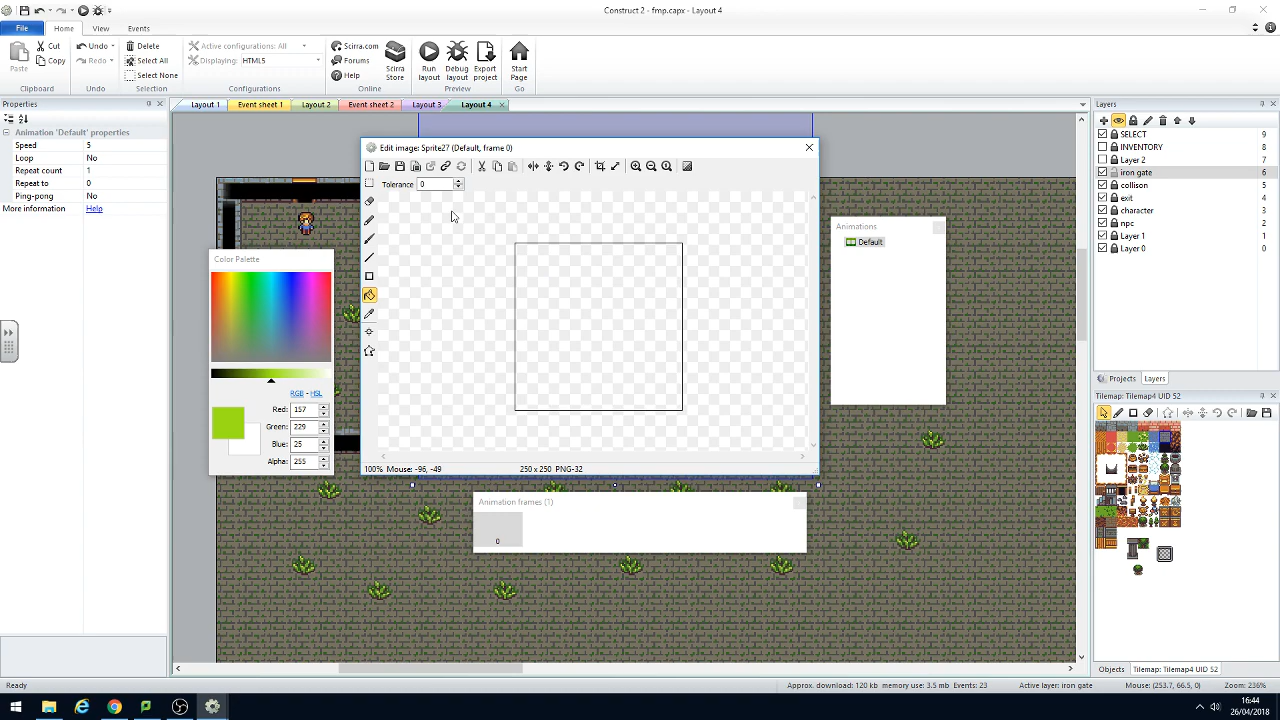 Construct 2 - fmp.capx - Layout 4
File
Home
View
Events
Paste
Cut
Copy
Clipboard
Undo
Redo
Undo
Delete
Select All
Select None
Selection
Active configurations: All
Displaying: HTML5
Configurations
Scirra.com
Forums
Help
Online
Scirra Store
Run layout
Debug layout
Export project
Preview
Start Page
Go
Properties
Layout 1
Event sheet 1
Layout 2
Event sheet 2
Layout 3
Layout 4
Layers
Animation 'Default' properties
Speed 5
Loop No
Repeat count 1
Repeat to 0
Ping-pong No
More information Help
Edit image: Sprite27 (Default, frame 0)
Tolerance 0
100% Mouse: -96, -49 250 x 250 PNG-32
Color Palette
RGB - HSL
Red: 157
Green: 229
Blue: 25
Alpha: 255
Animations
Default
Animation frames (1)
0
SELECT 9
INVENTORY 8
Layer 2 7
iron gate 6
collision 5
exit 4
character 3
npc 2
Layer 1 1
Layer 0 0
Projects
Layers
Tilemap: Tilemap4 UID 52
Objects
Tilemap: Tilemap4 UID 52
Ready
Approx. download: 120 kb memory use: 3.5 mb Events: 23
Active layer: iron gate
Mouse: (253.7, 66.5, 0)
Zoom: 236%
16:44
26/04/2018